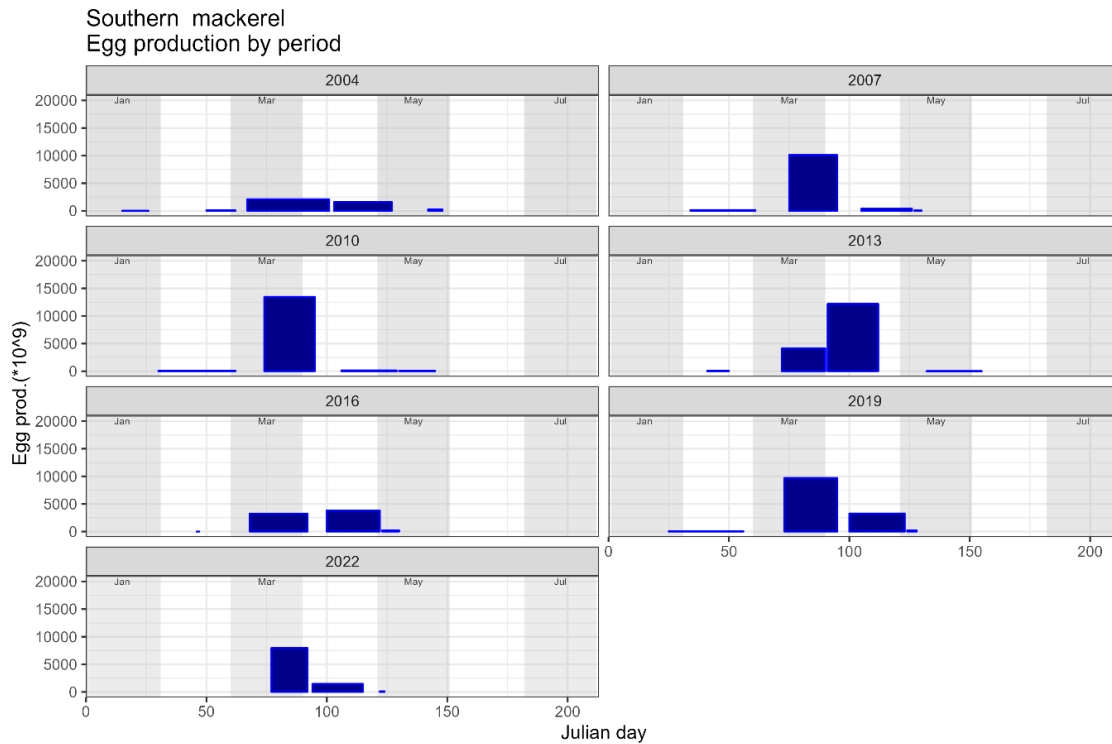 Southern  mackerel
Egg production by period
2004
2007
20000
Jan
Mar
May
Jul
Jan
Mar
May
Jul
15000
10000
5000
0
2010
2013
20000
Jan
Mar
May
Jul
Jan
Mar
May
Jul
15000
10000
5000
0
2016
2019
20000
Jan
Mar
May
Jul
Jan
Mar
May
Jul
15000
10000
5000
0
0
50
100
150
200
2022
20000
Jan
Mar
May
Jul
15000
10000
5000
0
0
50
100
150
200
Egg prod.(*10^9)
Julian day